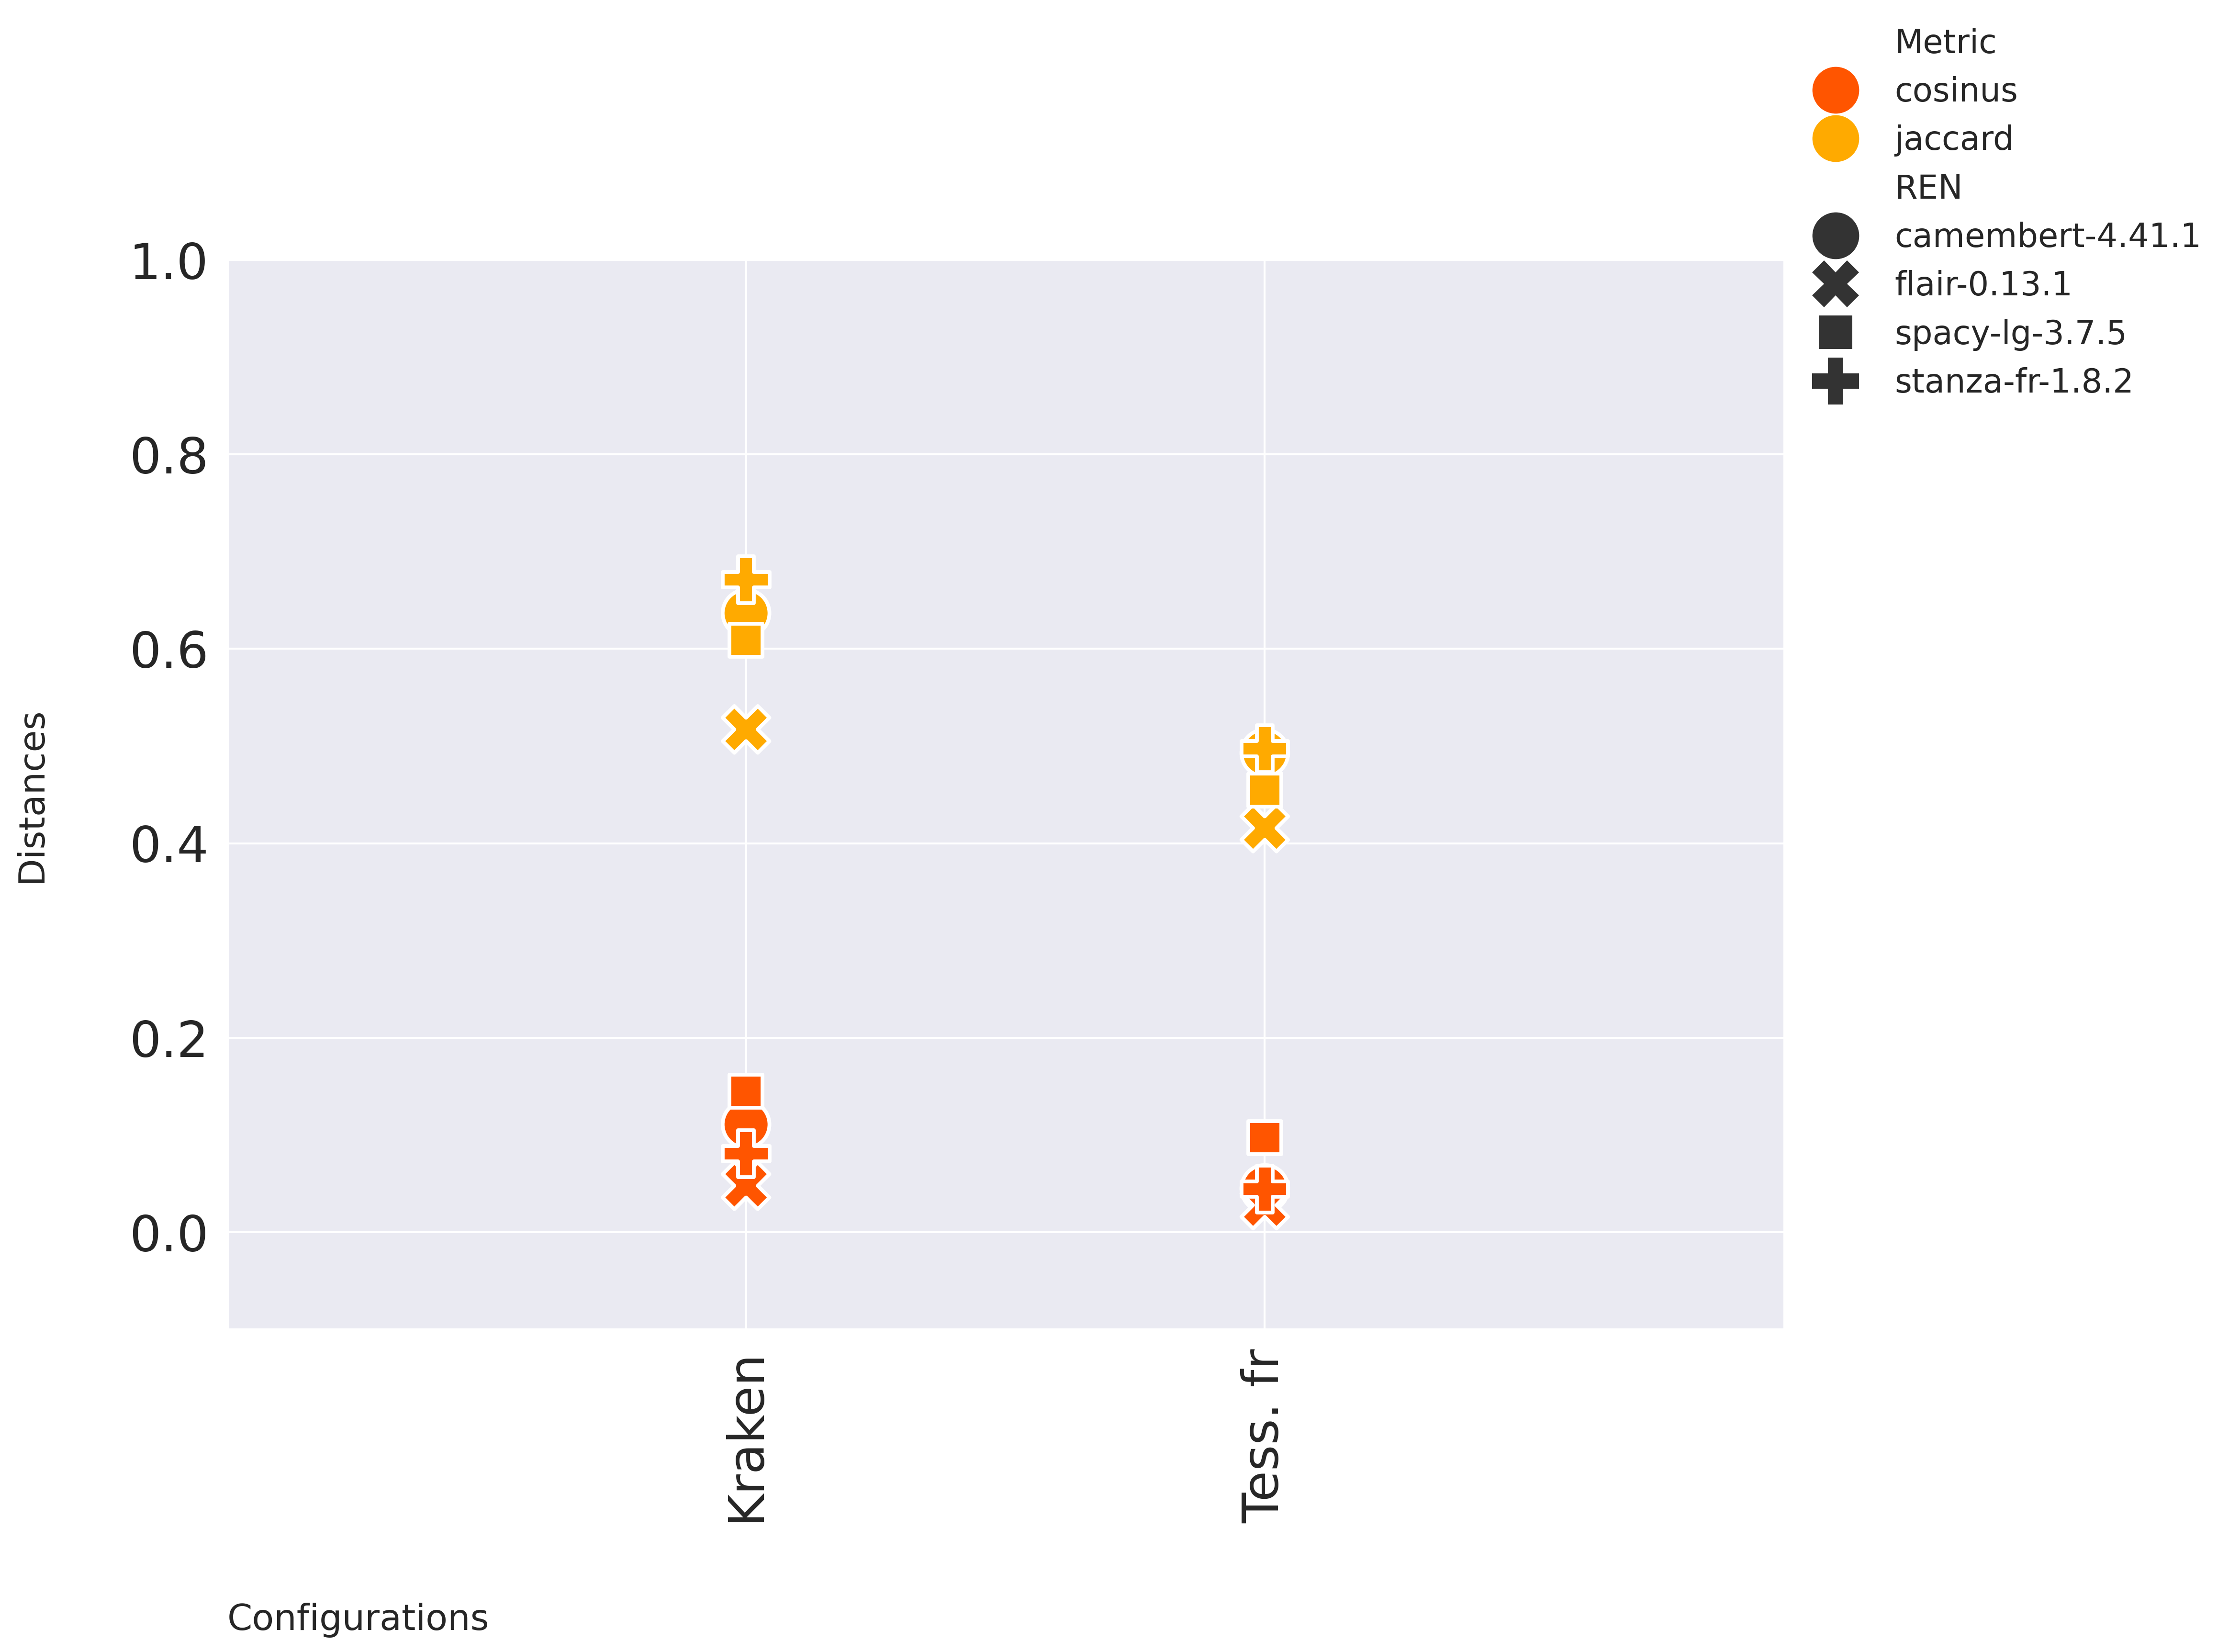 Metric
cosinus
jaccard
REN
camembert-4.41.1
flair-0.13.1
spacy-lg-3.7.5
stanza-fr-1.8.2
1.0
0.8
0.6
0.4
0.2
0.0
Distances
Kraken
Tess. fr
Configurations